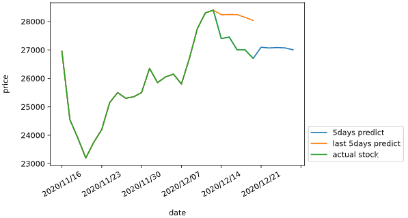 28000
27000
26000
25000
24000
23000
price
2020/11/16
2020/11/23
2020/11/30
2020/12/07
2020/12/14
2020/12/21
date
5days predict
last 5days predict
actual stock